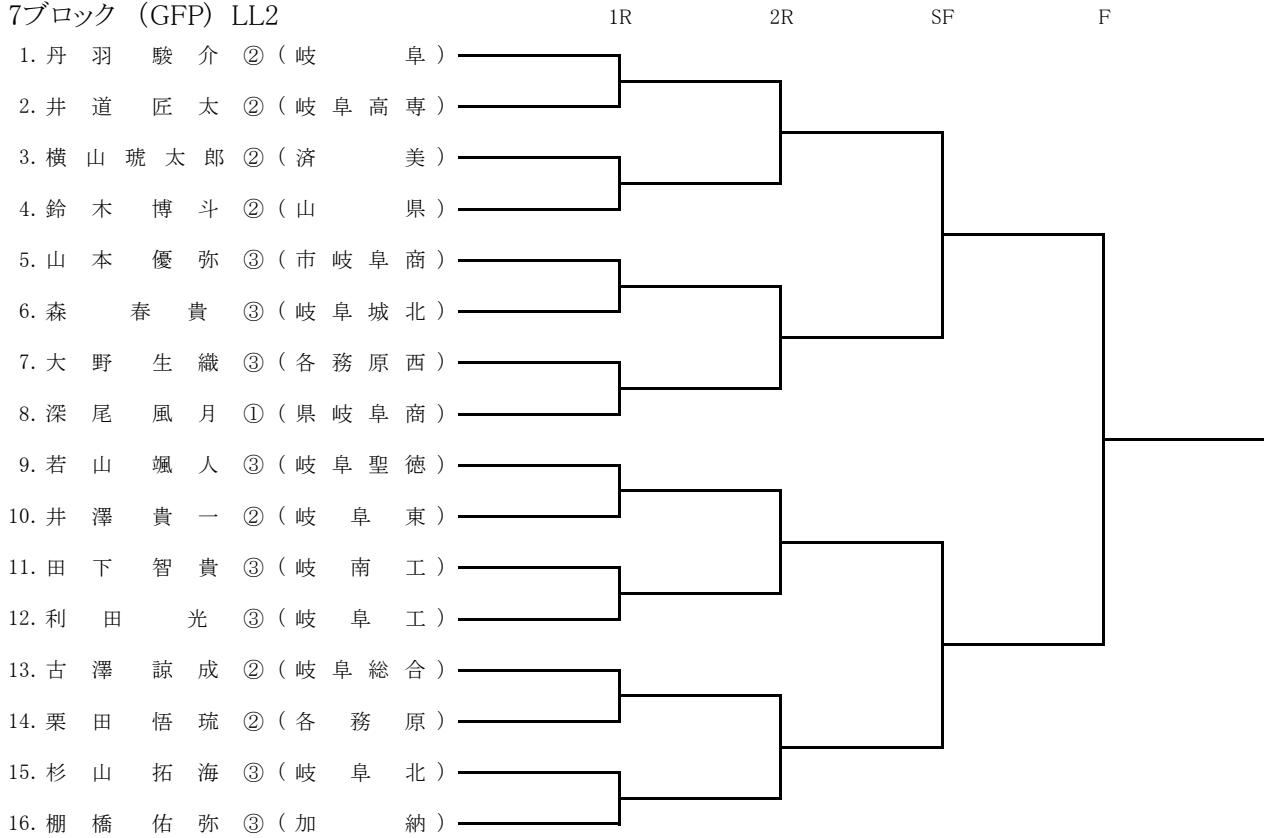 7ブロック (GFP) LL2 1R 2R SF F
1. 丹羽 駿介 ② (岐阜)
2. 井道 匠太 ② (岐阜高専)
3. 横山琥太郎 ② (済美)
4. 鈴木 博斗 ② (山県)
5. 山本 優弥 ③ (市岐阜商)
6. 森 春貴 ③ (岐阜城北)
7. 大野 生織 ③ (各務原西)
8. 深尾 風月 ① (県岐阜商)
9. 若山 颯人 ③ (岐阜聖徳)
10. 井澤 貴一 ② (岐阜東)
11. 田下 智貴 ③ (岐南工)
12. 利田 光 ③ (岐阜工)
13. 古澤 諒成 ② (岐阜総合)
14. 栗田 悟琉 ② (各務原)
15. 杉山 拓海 ③ (岐阜北)
16. 棚橋 佑弥 ③ (加納)